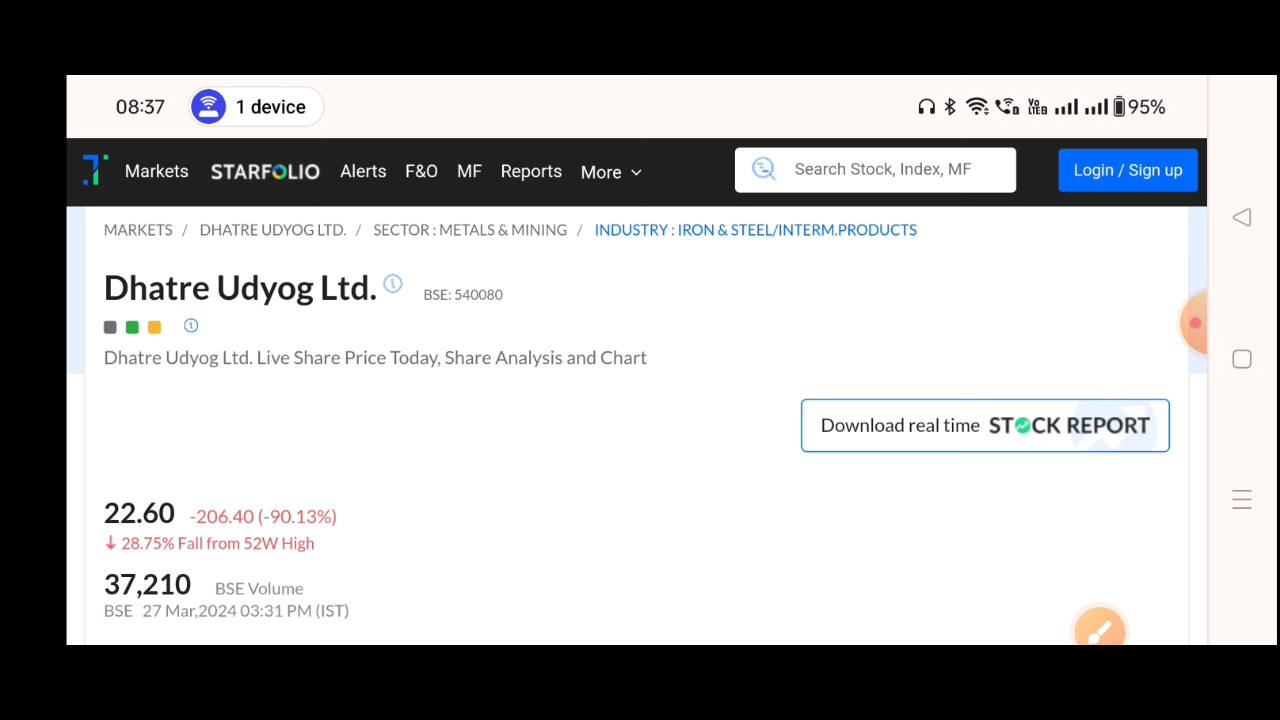 08:37 1 device 95%
Markets STARFOLIO Alerts F&O MF Reports More Search Stock, Index, MF Login / Sign up
MARKETS / DHATRE UDYOG LTD. / SECTOR : METALS & MINING / INDUSTRY : IRON & STEEL/INTERM.PRODUCTS
Dhatre Udyog Ltd. BSE: 540080
Dhatre Udyog Ltd. Live Share Price Today, Share Analysis and Chart
Download real time STOCK REPORT
22.60 -206.40 (-90.13%)
↓ 28.75% Fall from 52W High
37,210 BSE Volume
BSE 27 Mar,2024 03:31 PM (IST)